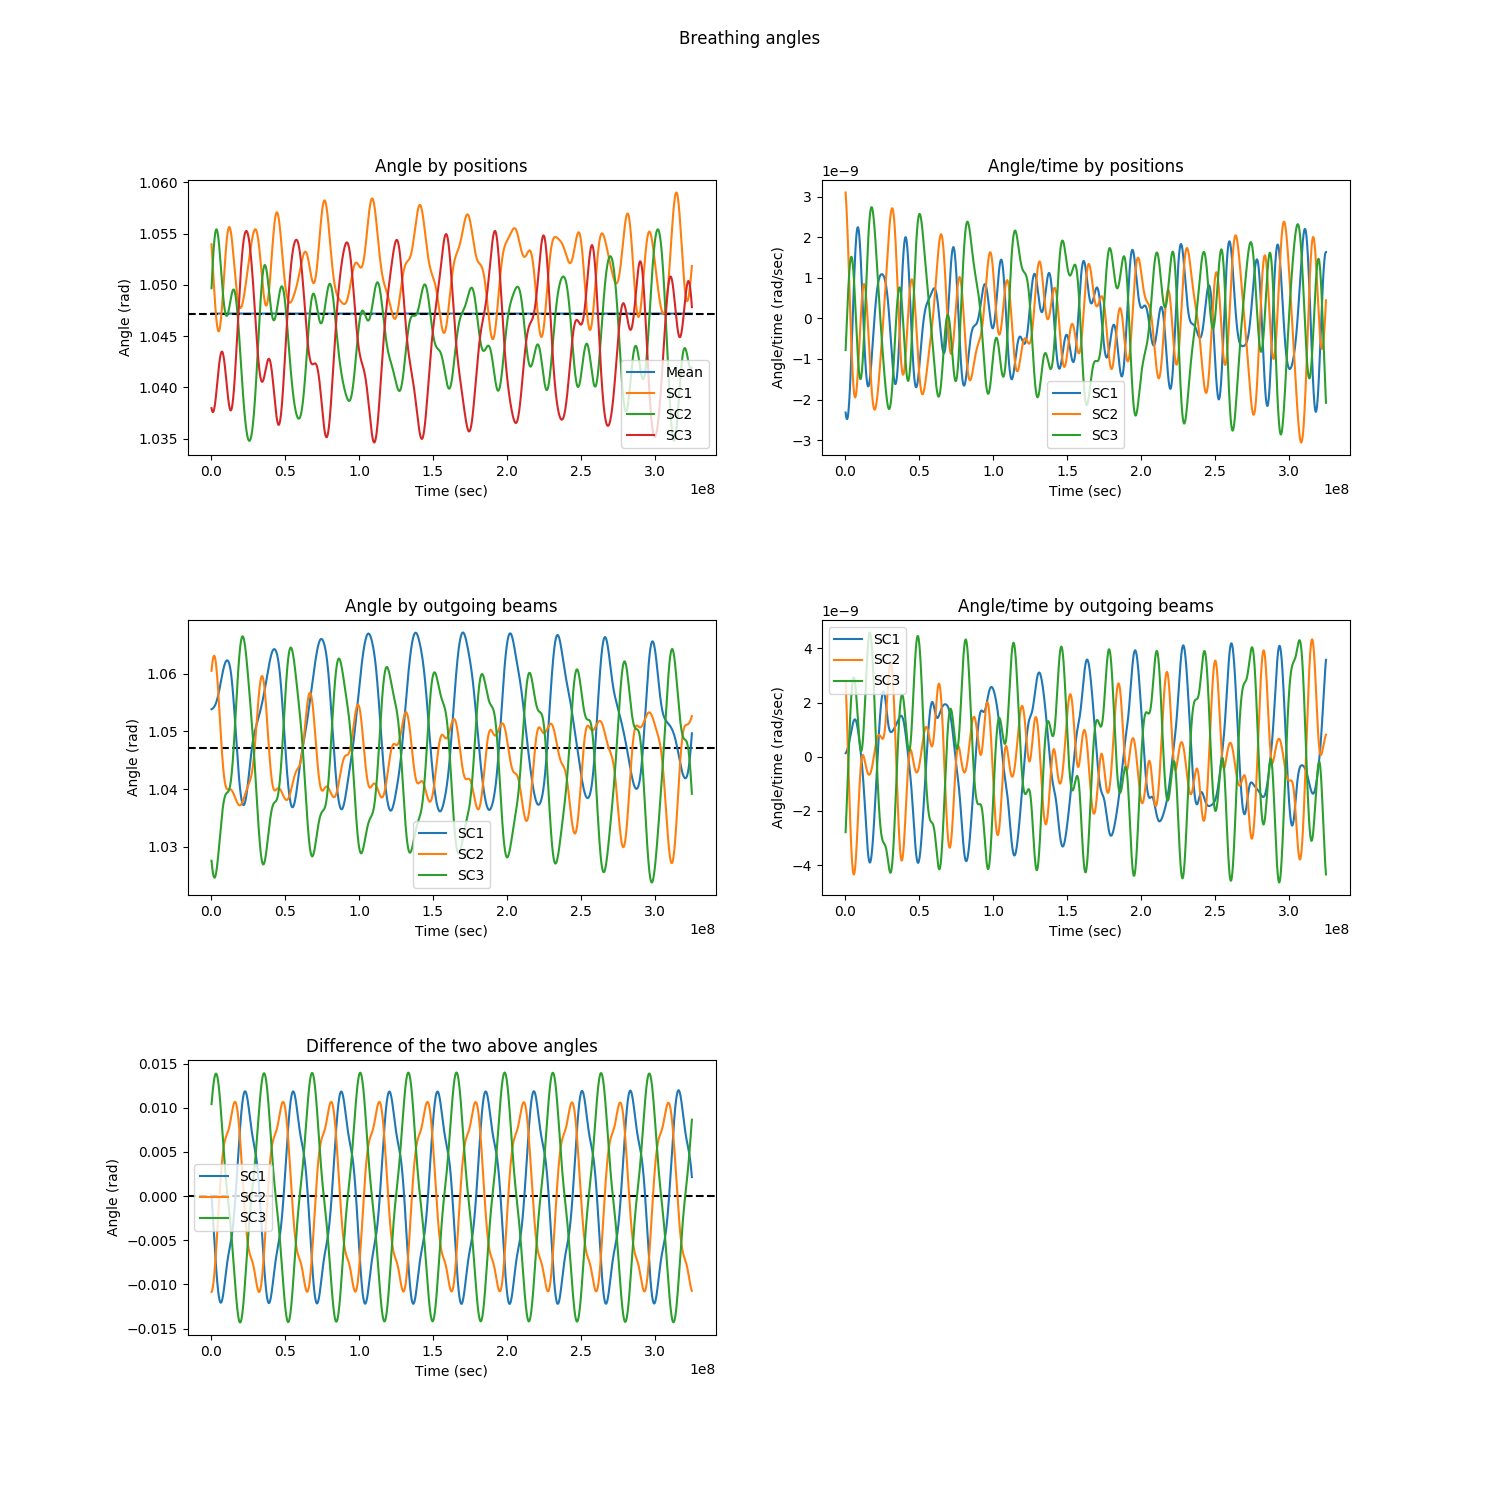 Breathing angles
Angle by positions
Angle (rad)
1.060
1.055
1.050
1.045
1.040
1.035
Mean
SC1
SC2
SC3
0.0 0.5 1.0 1.5 2.0 2.5 3.0
Time (sec)
1e8
Angle/time by positions
1e−9
Angle/time (rad/sec)
3
2
1
0
−1
−2
−3
SC1
SC2
SC3
0.0 0.5 1.0 1.5 2.0 2.5 3.0
Time (sec)
1e8
Angle by outgoing beams
Angle (rad)
1.06
1.05
1.04
1.03
SC1
SC2
SC3
0.0 0.5 1.0 1.5 2.0 2.5 3.0
Time (sec)
1e8
Angle/time by outgoing beams
1e−9
Angle/time (rad/sec)
4
2
0
−2
−4
SC1
SC2
SC3
0.0 0.5 1.0 1.5 2.0 2.5 3.0
Time (sec)
1e8
Difference of the two above angles
Angle (rad)
0.015
0.010
0.005
0.000
−0.005
−0.010
−0.015
SC1
SC2
SC3
0.0 0.5 1.0 1.5 2.0 2.5 3.0
Time (sec)
1e8